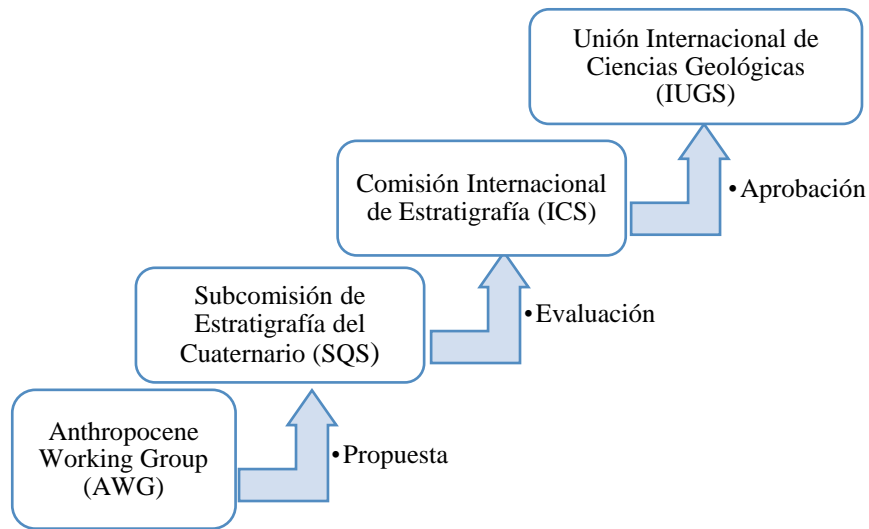 Unión Internacional de
Ciencias Geológicas
(IUGS)
Comisión Internacional
de Estratigrafía (ICS)
•Aprobación
Subcomisión de
Estratigrafía del
Cuaternario (SQS)
•Evaluación
Anthropocene
Working Group
(AWG)
•Propuesta